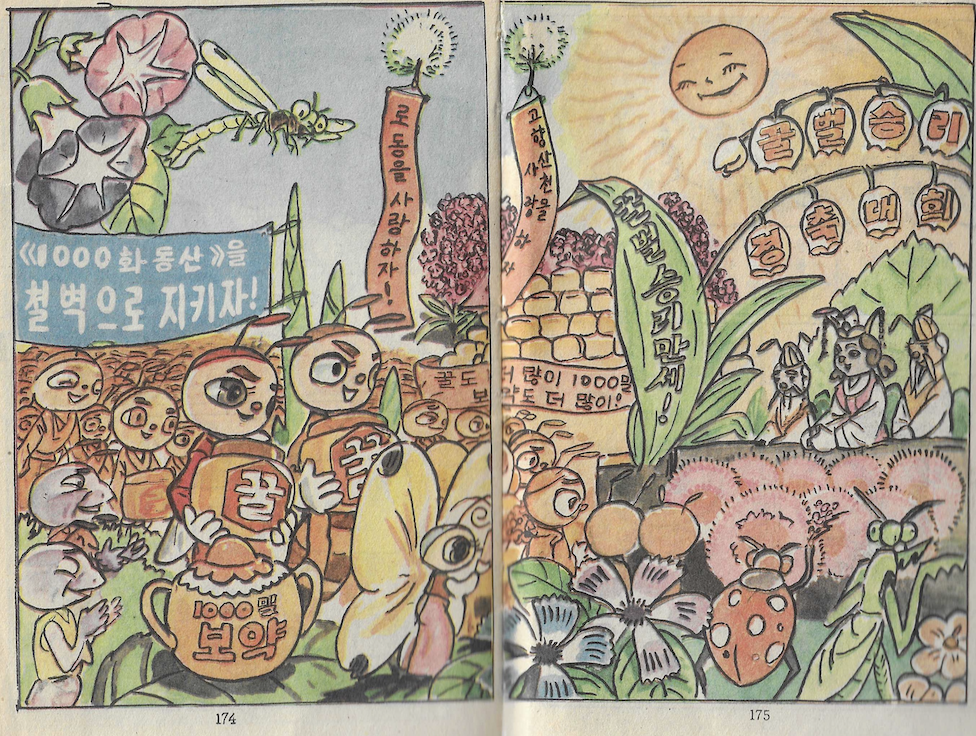 《1000화동산》을
철벽으로 지키자!
로동을 사랑하자!
고향산천을
사랑하자
꿀벌승리
경축대회
꿀벌 승리 만세!
꿀도 더 많이 1000밀
보약도 더 많이!
꿀
꿀
1000밀
보약
174
175